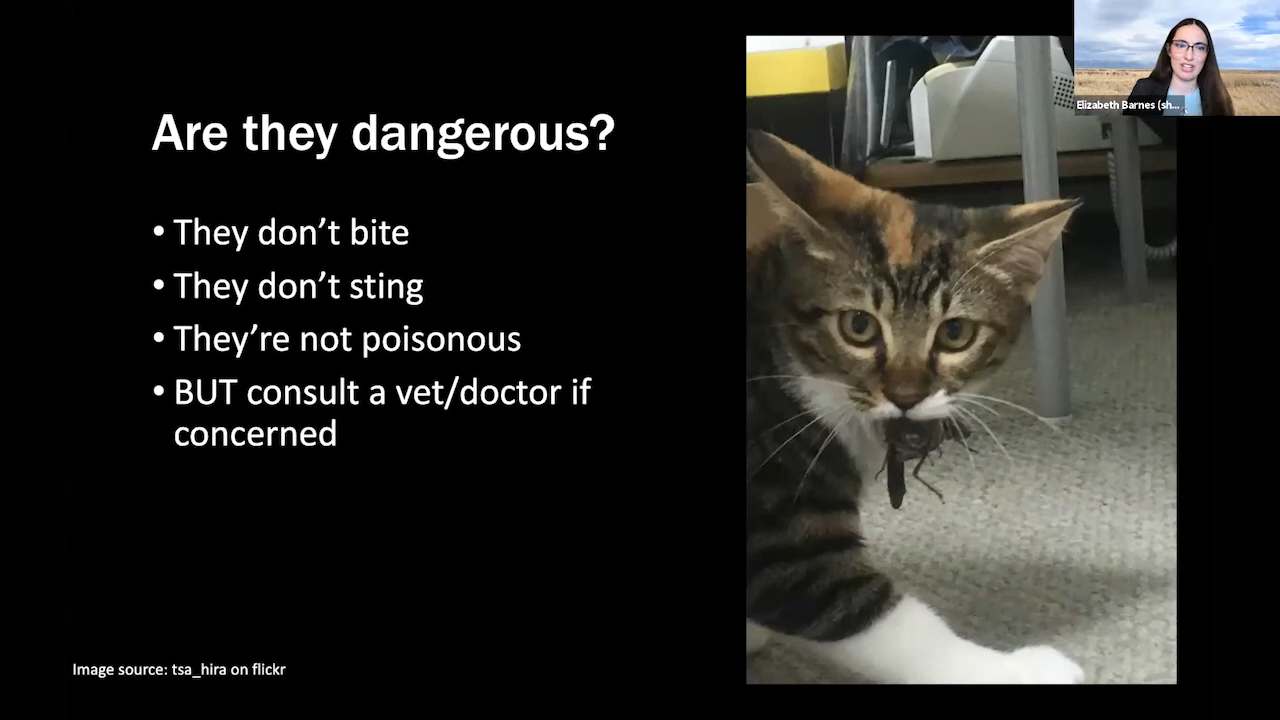 Elizabeth Barnes (sh...
Are they dangerous?
• They don’t bite
• They don’t sting
• They’re not poisonous
• BUT consult a vet/doctor if
concerned
Image source: tsa_hira on flickr